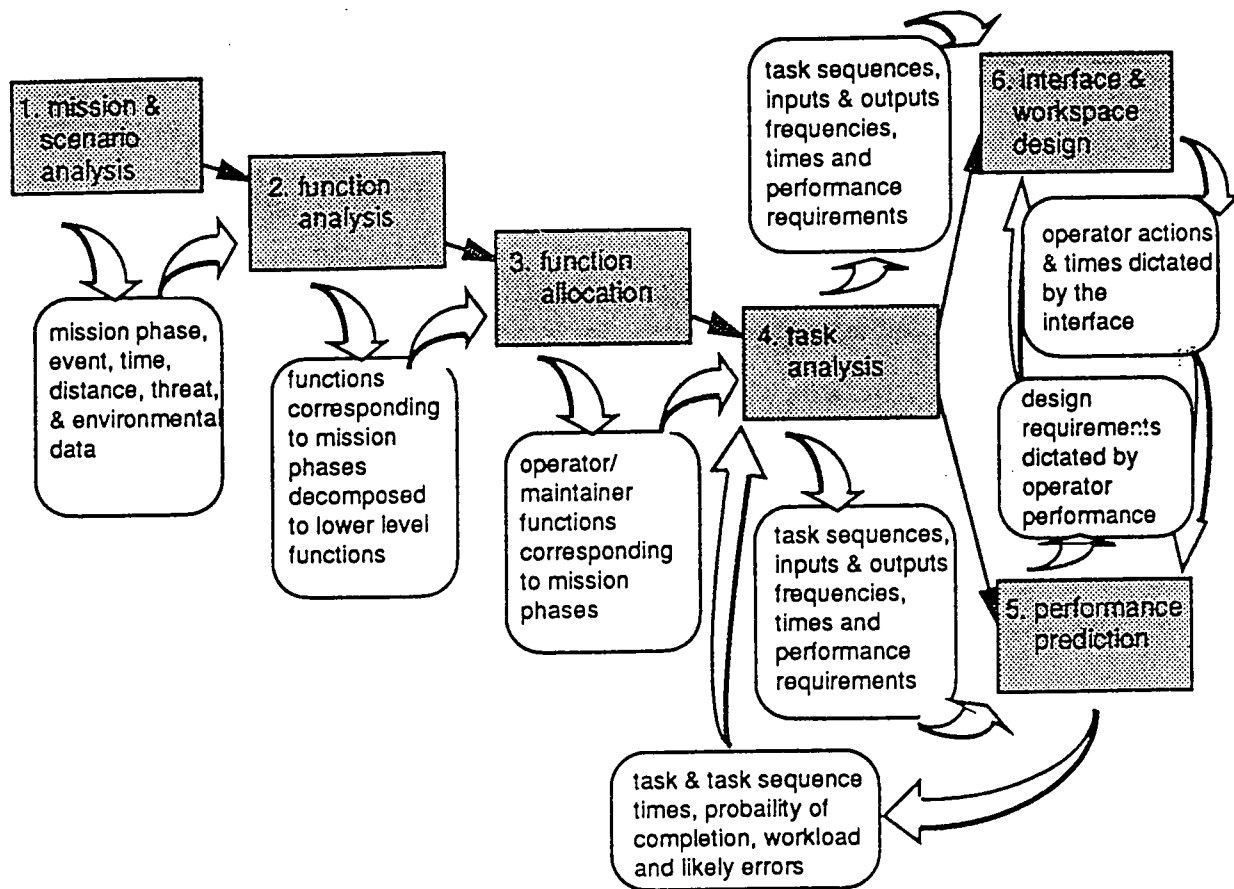 1. mission &
scenario
analysis
mission phase,
event, time,
distance, threat,
& environmental
data
2. function
analysis
functions
corresponding
to mission
phases
decomposed
to lower level
functions
3. function
allocation
operator/
maintainer
functions
corresponding
to mission
phases
4. task
analysis
task sequences,
inputs & outputs
frequencies,
times and
performance
requirements
task sequences,
inputs & outputs
frequencies,
times and
performance
requirements
6. interface &
workspace
design
operator actions
& times dictated
by the
interface
design
requirements
dictated by
operator
performance
5. performance
prediction
task & task sequence
times, probaility of
completion, workload
and likely errors